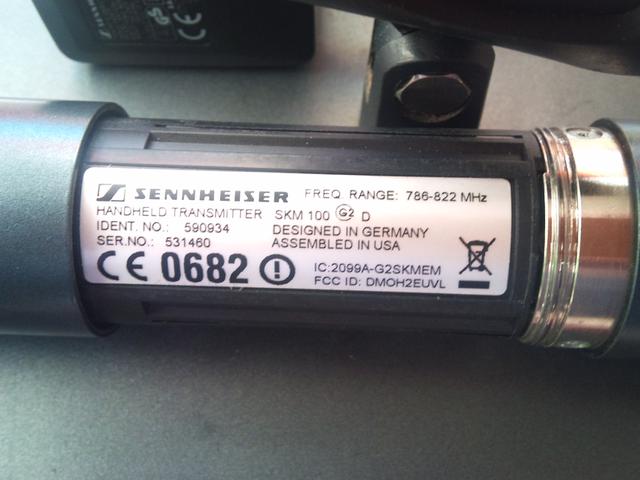 SENNHEISER FREQ. RANGE: 786-822 MHz
HANDHELD TRANSMITTER SKM 100 G2 D
IDENT. NO.: 590934 DESIGNED IN GERMANY
SER.NO.: 531460 ASSEMBLED IN USA
CE 0682 IC:2099A-G2SKMEM
FCC ID: DMOH2EUVL